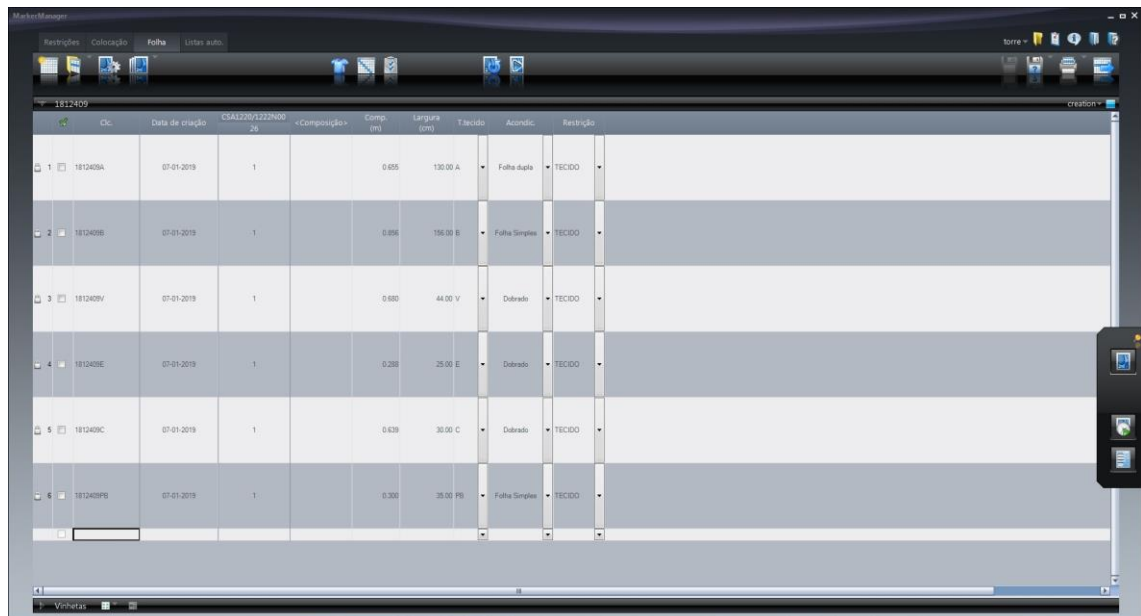 MarkerManager
Restrições Colocação Folha Listas auto.
torre
1812409
creation
Clc. Data de criação CSA1220/1222N00 <Composição> Comp. Largura T.tecido Acondic. Restrição
26 (m) (cm)
1 1812409A 07-01-2019 1 0.655 130.00 A Folha dupla TECIDO
2 1812409B 07-01-2019 1 0.856 156.00 B Folha Simples TECIDO
3 1812409V 07-01-2019 1 0.680 44.00 V Dobrado TECIDO
4 1812409E 07-01-2019 1 0.288 25.00 E Dobrado TECIDO
5 1812409C 07-01-2019 1 0.639 30.00 C Dobrado TECIDO
6 1812409PB 07-01-2019 1 0.300 39.00 PB Folha Simples TECIDO
Vinhetas